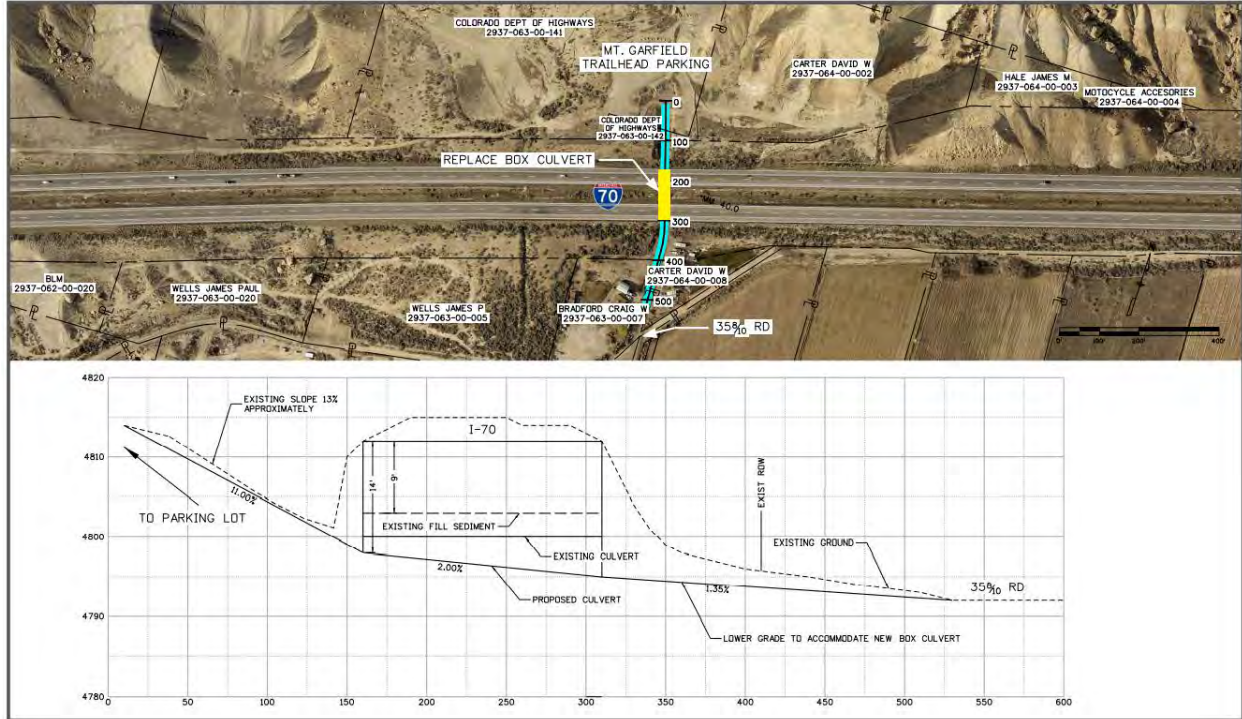 COLORADO DEPT OF HIGHWAYS
2937-063-00-141
MT. GARFIELD
TRAILHEAD PARKING
CARTER DAVID W
2937-064-00-002
HALE JAMES M
2937-064-00-003
MOTOCYCLE ACCESORIES
2937-064-00-004
0
COLORADO DEPT
OF HIGHWAYS
2937-063-00-142
100
REPLACE BOX CULVERT
200
70
MM 40.0
300
400
CARTER DAVID W
2937-064-00-008
BLM
2937-062-00-020
WELLS JAMES PAUL
2937-063-00-020
WELLS JAMES P
2937-063-00-005
BRADFORD CRAIG W
2937-063-00-007
500
35 8/10 RD
0' 100' 200' 400'
4820
EXISTING SLOPE 13%
APPROXIMATELY
I-70
4810
14'
9'
11.00%
TO PARKING LOT
EXISTING FILL SEDIMENT
EXIST ROW
4800
EXISTING CULVERT
EXISTING GROUND
2.00%
PROPOSED CULVERT
1.35%
35 8/10 RD
4790
LOWER GRADE TO ACCOMMODATE NEW BOX CULVERT
4780
0 50 100 150 200 250 300 350 400 450 500 550 600